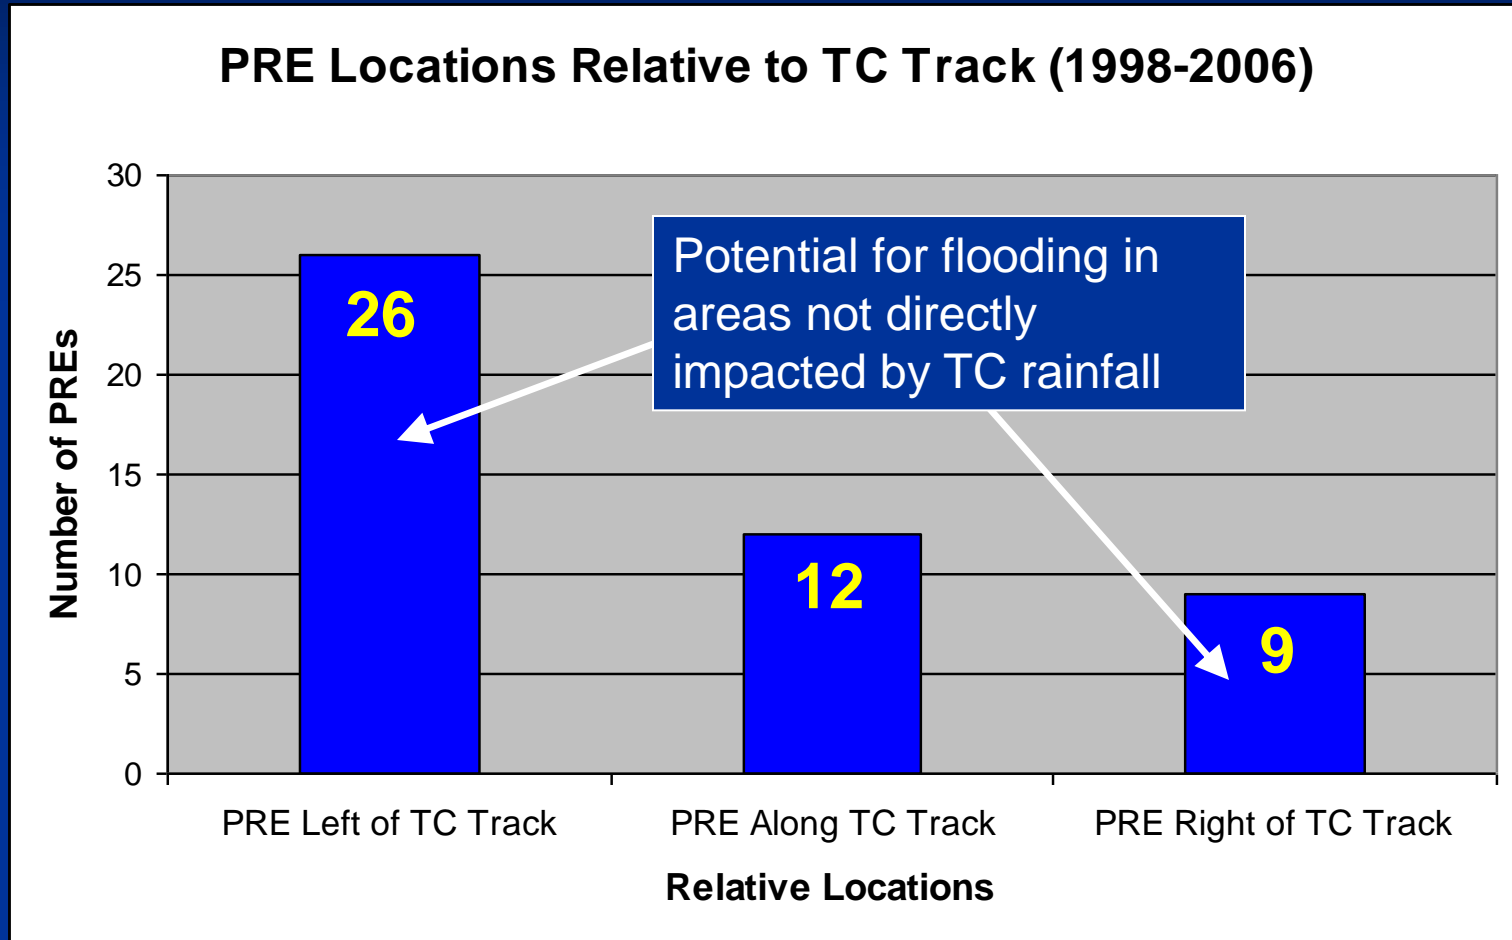 PRE Locations Relative to TC Track (1998-2006)
Number of PREs
30
25
20
15
10
5
0
26
12
9
Potential for flooding in
areas not directly
impacted by TC rainfall
PRE Left of TC Track
PRE Along TC Track
PRE Right of TC Track
Relative Locations